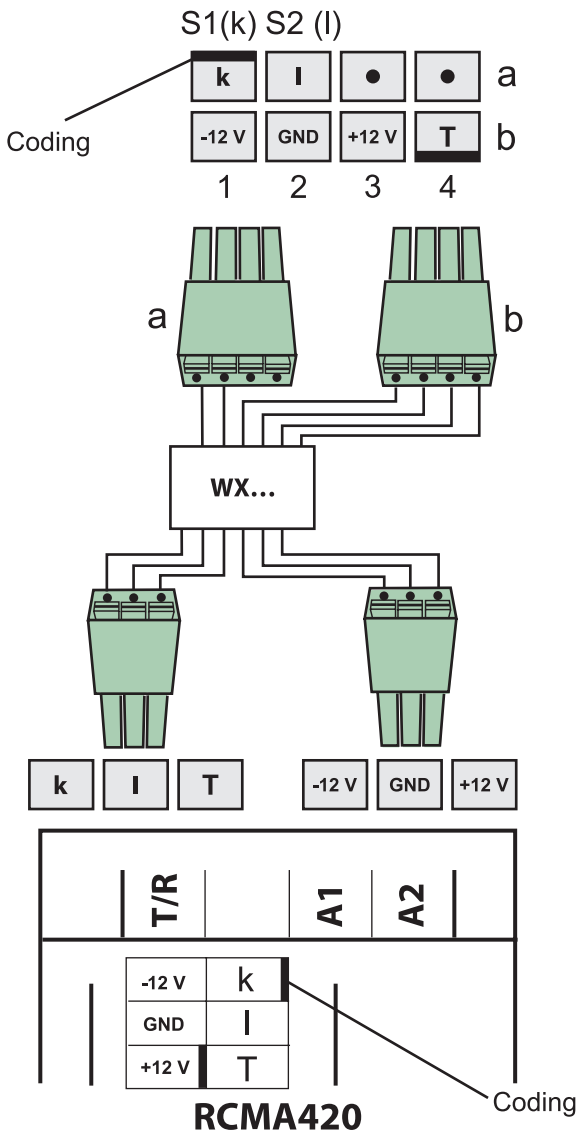 S1(k) S2 (l)
k l • • a
Coding
-12 V GND +12 V T b
1 2 3 4
a b
WX...
k l T -12 V GND +12 V
T/R A1 A2
-12 V k
GND l
+12 V T
Coding
RCMA420